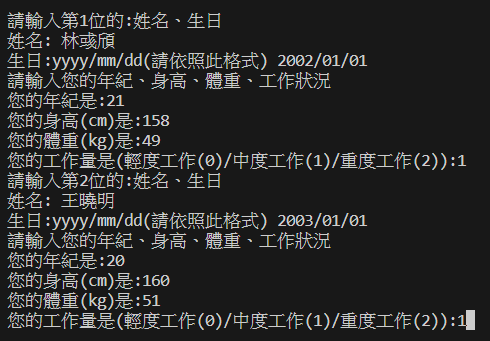 請輸入第1位的:姓名、生日
姓名: 林彧頎
生日:yyyy/mm/dd(請依照此格式) 2002/01/01
請輸入您的年紀、身高、體重、工作狀況
您的年紀是:21
您的身高(cm)是:158
您的體重(kg)是:49
您的工作量是(輕度工作(0)/中度工作(1)/重度工作(2)):1
請輸入第2位的:姓名、生日
姓名: 王曉明
生日:yyyy/mm/dd(請依照此格式) 2003/01/01
請輸入您的年紀、身高、體重、工作狀況
您的年紀是:20
您的身高(cm)是:160
您的體重(kg)是:51
您的工作量是(輕度工作(0)/中度工作(1)/重度工作(2)):1